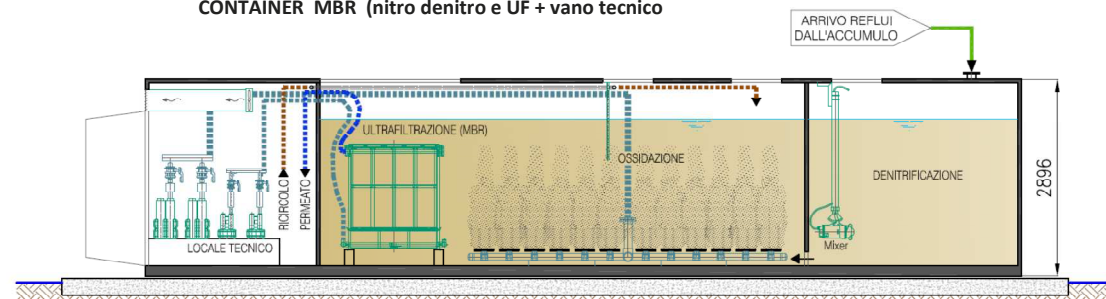 CONTAINER MBR (nitro denitro e UF + vano tecnico
ARRIVO REFLUI
DALL'ACCUMULO
ULTRAFILTRAZIONE (MBR)
OSSIDAZIONE
DENITRIFICAZIONE
RICIRCOLO
PERMEATO
2896
LOCALE TECNICO
Mixer